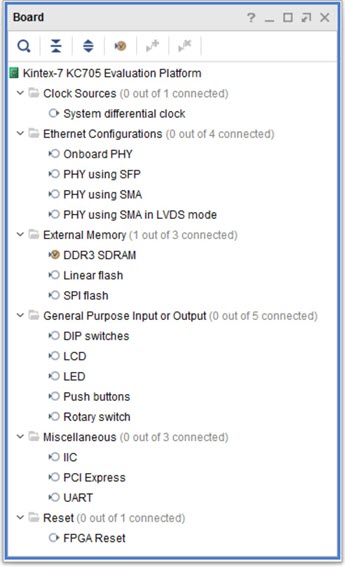 Board
Kintex-7 KC705 Evaluation Platform
Clock Sources (0 out of 1 connected)
System differential clock
Ethernet Configurations (0 out of 4 connected)
Onboard PHY
PHY using SFP
PHY using SMA
PHY using SMA in LVDS mode
External Memory (1 out of 3 connected)
DDR3 SDRAM
Linear flash
SPI flash
General Purpose Input or Output (0 out of 5 connected)
DIP switches
LCD
LED
Push buttons
Rotary switch
Miscellaneous (0 out of 3 connected)
IIC
PCI Express
UART
Reset (0 out of 1 connected)
FPGA Reset